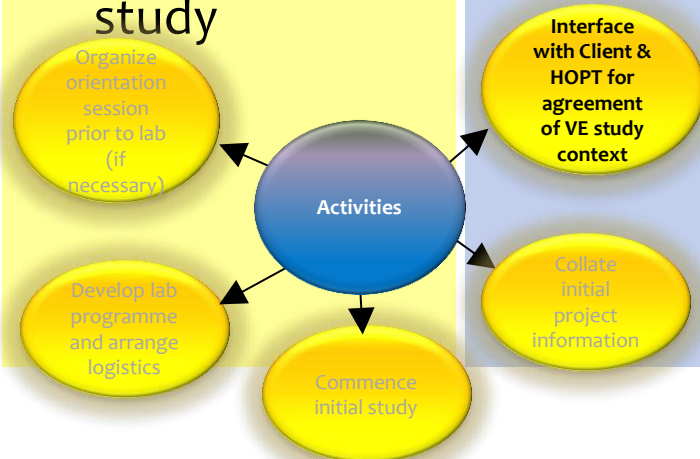 study
Organize
orientation
session
prior to lab
(if
necessary)
Interface
with Client &
HOPT for
agreement
of VE study
context
Activities
Develop lab
programme
and arrange
logistics
Collate
initial
project
information
Commence
initial study